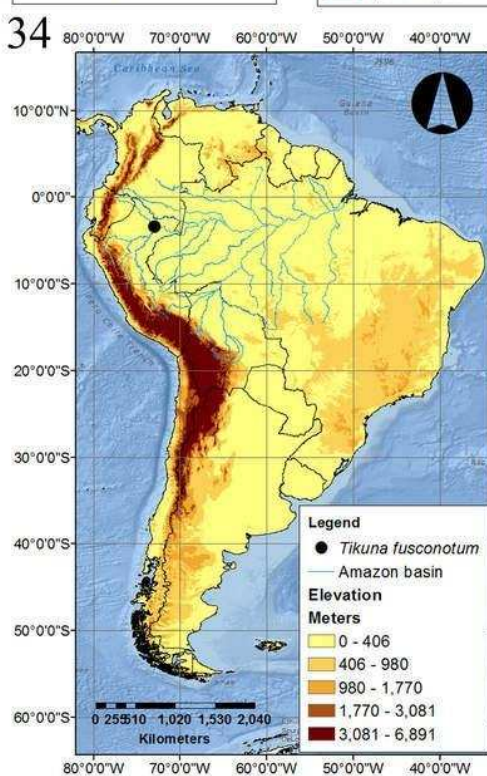 34
80°0'0"W 70°0'0"W 60°0'0"W 50°0'0"W 40°0'0"W
Caribbean Sea
Guiana
Basin
10°0'0"N
0°0'0"
10°0'0"S
20°0'0"S
30°0'0"S
40°0'0"S
50°0'0"S
60°0'0"S
Legend
Tikuna fusconotum
Amazon basin
Elevation
Meters
0 - 406
406 - 980
980 - 1,770
1,770 - 3,081
3,081 - 6,891
0 255510 1,020 1,530 2,040
Kilometers
80°0'0"W 70°0'0"W 60°0'0"W 50°0'0"W 40°0'0"W